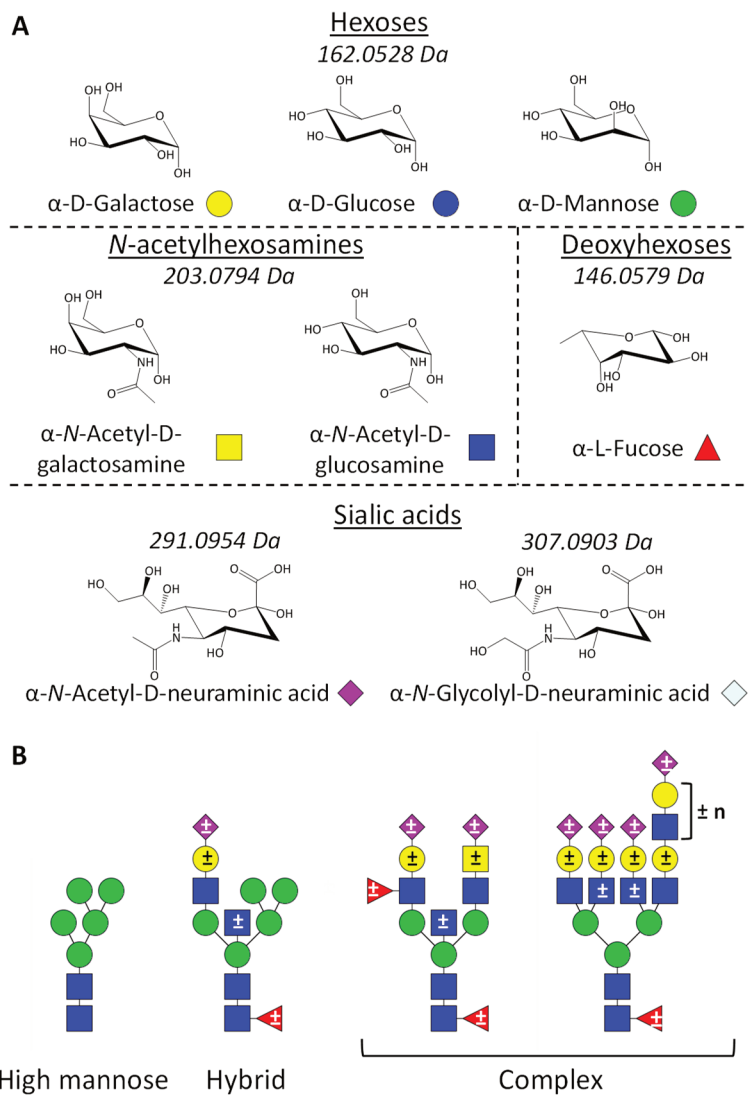 A
Hexoses
162.0528 Da
OH OH O HO OH OH
OH HO O HO OH OH
OH HO OH O HO OH
α-D-Galactose α-D-Glucose α-D-Mannose
N-acetylhexosamines Deoxyhexoses
203.0794 Da 146.0579 Da
OH OH O HO NH OH O
OH HO O HO NH OH O
O OH OH HO OH
α-N-Acetyl-D-
galactosamine
α-N-Acetyl-D-
glucosamine
α-L-Fucose
Sialic acids
291.0954 Da 307.0903 Da
HO OH OH O OH O OH H N HO O
HO OH OH O OH O OH HO H N HO O
α-N-Acetyl-D-neuraminic acid α-N-Glycolyl-D-neuraminic acid
B
±
± ± ± ± ± ±
± n
± ± ± ± ± ±
± ± ±
± ±
± ± ±
High mannose Hybrid Complex